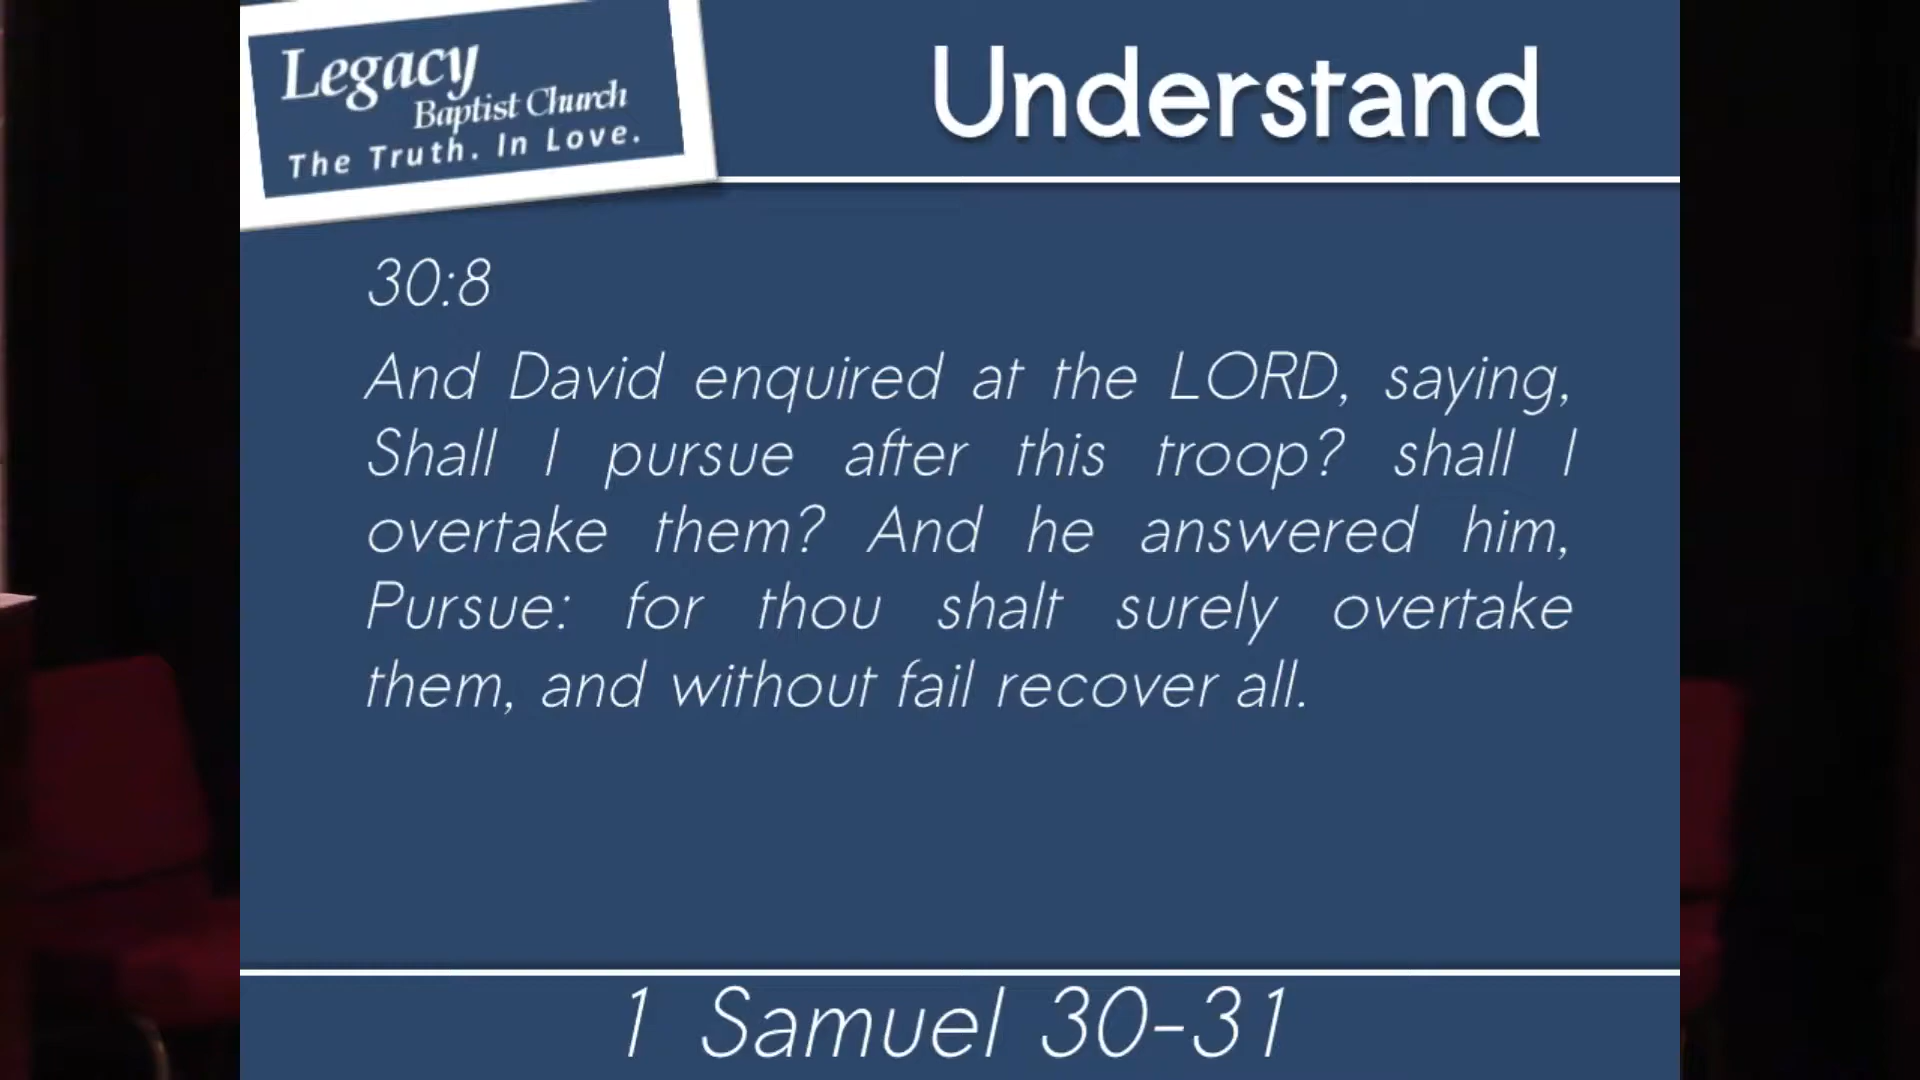 Legacy
Baptist Church
The Truth. In Love.
Understand
30:8
And David enquired at the LORD, saying,
Shall I pursue after this troop? shall I
overtake them? And he answered him,
Pursue: for thou shalt surely overtake
them, and without fail recover all.
1 Samuel 30-31